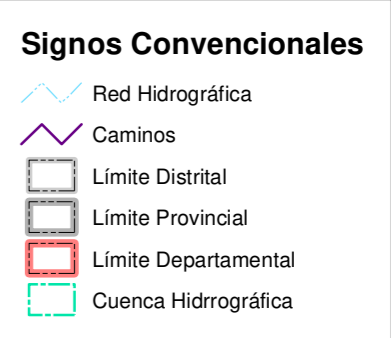 Signos Convencionales
Red Hidrográfica
Caminos
Límite Distrital
Límite Provincial
Límite Departamental
Cuenca Hidrrográfica